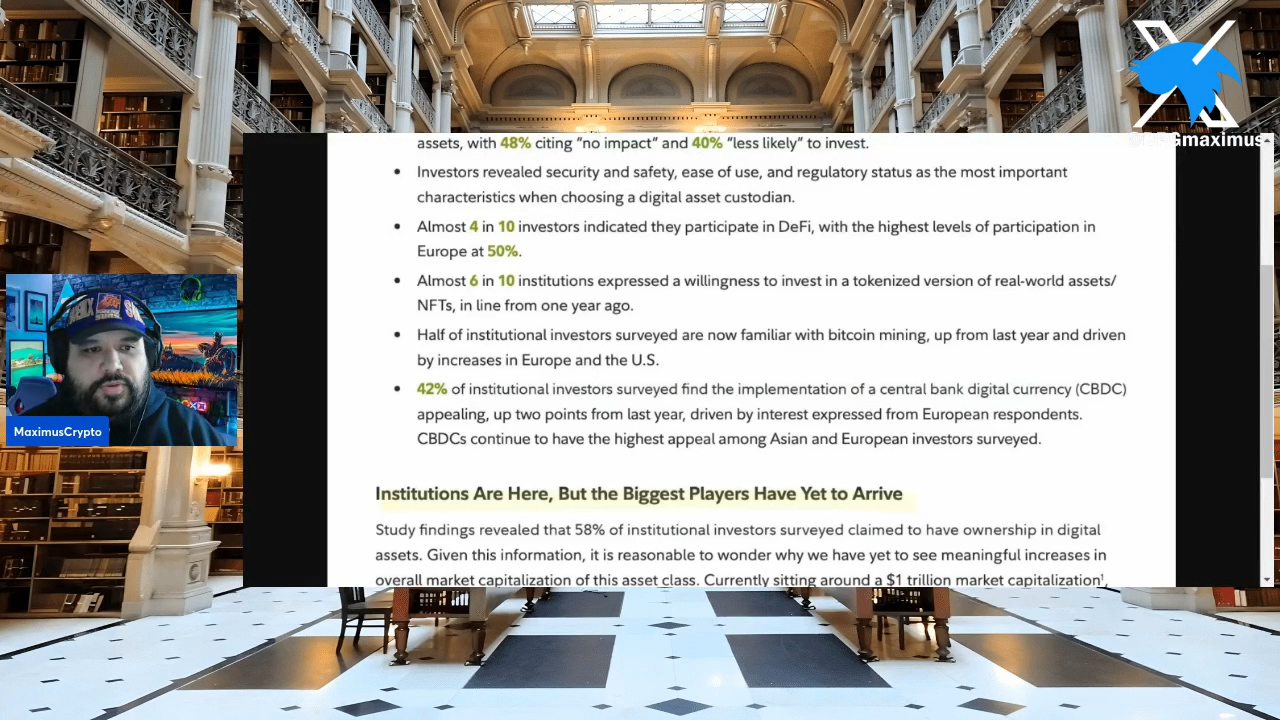 assets, with 48% citing “no impact” and 40% “less likely” to invest.
• Investors revealed security and safety, ease of use, and regulatory status as the most important
characteristics when choosing a digital asset custodian.
• Almost 4 in 10 investors indicated they participate in DeFi, with the highest levels of participation in
Europe at 50%.
• Almost 6 in 10 institutions expressed a willingness to invest in a tokenized version of real-world assets/
NFTs, in line from one year ago.
• Half of institutional investors surveyed are now familiar with bitcoin mining, up from last year and driven
by increases in Europe and the U.S.
• 42% of institutional investors surveyed find the implementation of a central bank digital currency (CBDC)
appealing, up two points from last year, driven by interest expressed from European respondents.
CBDCs continue to have the highest appeal among Asian and European investors surveyed.
Institutions Are Here, But the Biggest Players Have Yet to Arrive
Study findings revealed that 58% of institutional investors surveyed claimed to have ownership in digital
assets. Given this information, it is reasonable to wonder why we have yet to see meaningful increases in
overall market capitalization of this asset class. Currently sitting around a $1 trillion market capitalization¹,
MaximusCrypto